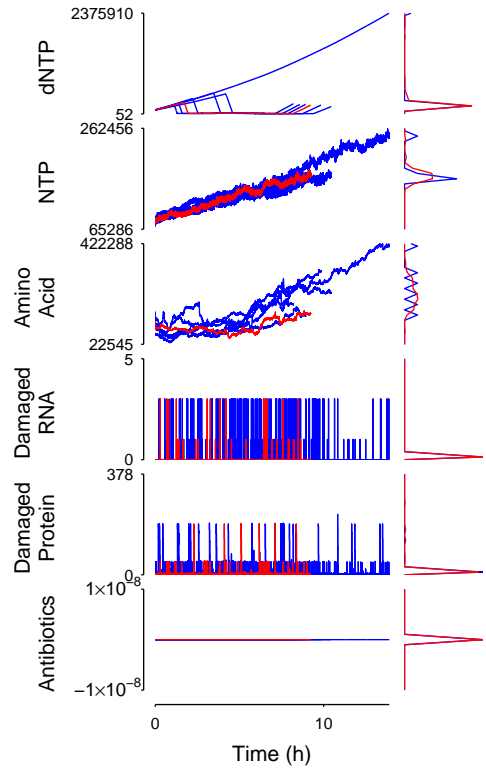 2375910
dNTP
52
262456
NTP
65286
422288
Amino
Acid
22545
5
Damaged
RNA
0
378
Damaged
Protein
0
1×10⁻⁸
Antibiotics
−1×10⁻⁸
0 10
Time (h)